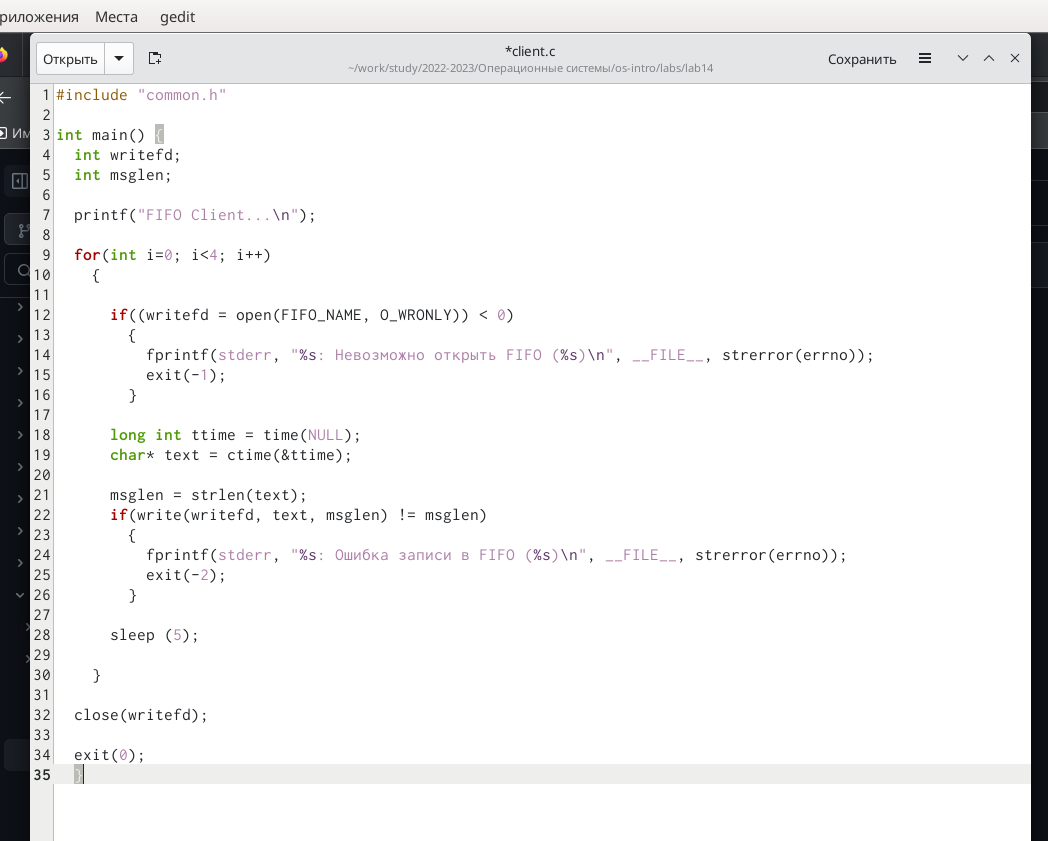 риложения Места gedit
Открыть *client.c Сохранить
~/work/study/2022-2023/Операционные системы/os-intro/labs/lab14
Им
1 #include "common.h"
2
3 int main() {
4   int writefd;
5   int msglen;
6
7   printf("FIFO Client...\n");
8
9   for(int i=0; i<4; i++)
10     {
11
12       if((writefd = open(FIFO_NAME, O_WRONLY)) < 0)
13         {
14           fprintf(stderr, "%s: Невозможно открыть FIFO (%s)\n", __FILE__, strerror(errno));
15           exit(-1);
16         }
17
18       long int ttime = time(NULL);
19       char* text = ctime(&ttime);
20
21       msglen = strlen(text);
22       if(write(writefd, text, msglen) != msglen)
23         {
24           fprintf(stderr, "%s: Ошибка записи в FIFO (%s)\n", __FILE__, strerror(errno));
25           exit(-2);
26         }
27
28       sleep (5);
29
30     }
31
32   close(writefd);
33
34   exit(0);
35   }